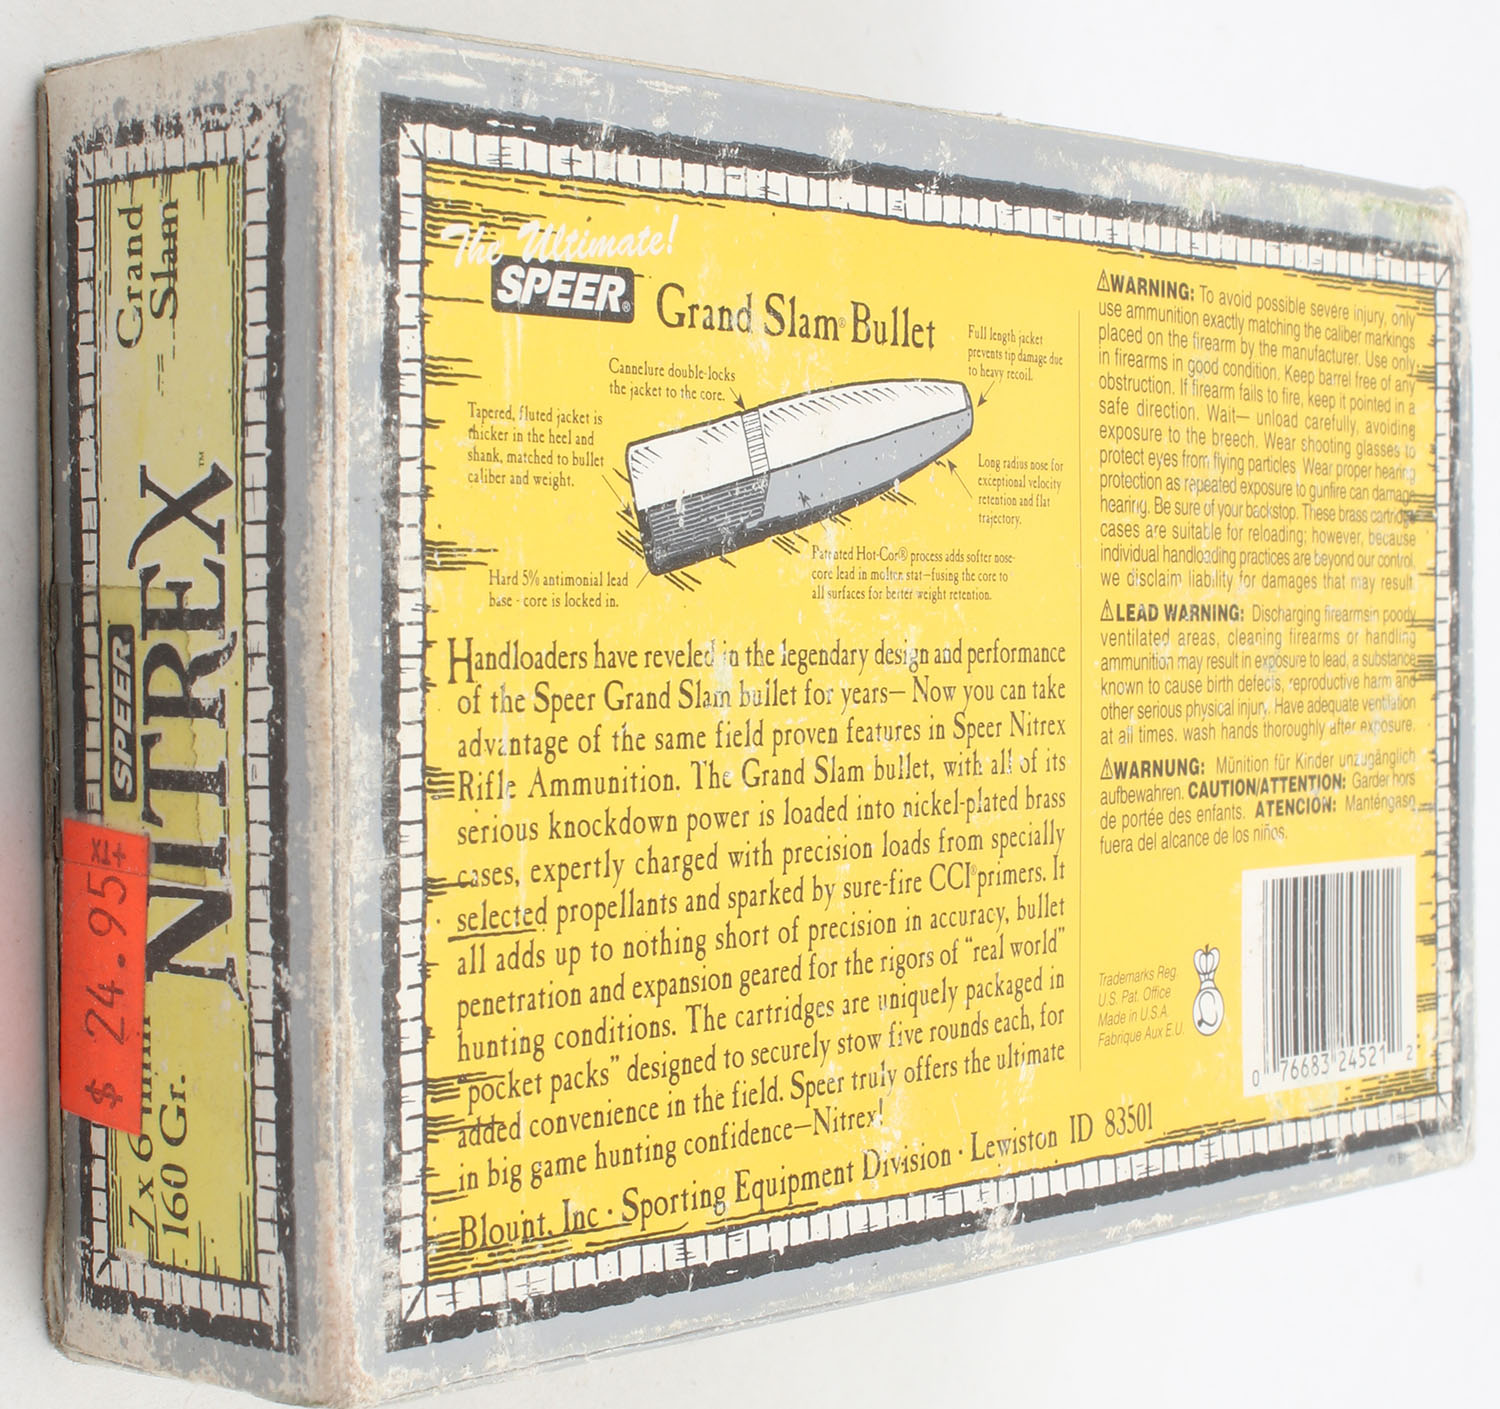 Grand
Slam
SPEER
NITREX™
X1+
$ 24.95
7 x 6 mm
160 Gr.
The Ultimate!
SPEER® Grand Slam® Bullet
Full length jacket
prevents tip damage due
to heavy recoil.
Cannelure double-locks
the jacket to the core.
Tapered, fluted jacket is
thicker in the heel and
shank, matched to bullet
caliber and weight.
Long radius nose for
exceptional velocity
retention and flat
trajectory.
Patented Hot-Cor® process adds softer nose-
core lead in molten stat—fusing the core to
all surfaces for better weight retention.
Hard 5% antimonial lead
base - core is locked in.
Handloaders have reveled in the legendary design and performance
of the Speer Grand Slam bullet for years— Now you can take
advantage of the same field proven features in Speer Nitrex
Rifle Ammunition. The Grand Slam bullet, with all of its
serious knockdown power is loaded into nickel-plated brass
cases, expertly charged with precision loads from specially
selected propellants and sparked by sure-fire CCI® primers. It
all adds up to nothing short of precision in accuracy, bullet
penetration and expansion geared for the rigors of "real world"
hunting conditions. The cartridges are uniquely packaged in
"pocket packs" designed to securely stow five rounds each, for
added convenience in the field. Speer truly offers the ultimate
in big game hunting confidence—Nitrex!
Blount, Inc · Sporting Equipment Division · Lewiston ID 83501
⚠WARNING: To avoid possible severe injury, only
use ammunition exactly matching the caliber markings
placed on the firearm by the manufacturer. Use only
in firearms in good condition. Keep barrel free of any
obstruction. If firearm fails to fire, keep it pointed in a
safe direction. Wait— unload carefully, avoiding
exposure to the breech. Wear shooting glasses to
protect eyes from flying particles. Wear proper hearing
protection as repeated exposure to gunfire can damage
hearing. Be sure of your backstop. These brass cartridge
cases are suitable for reloading; however, because
individual handloading practices are beyond our control,
we disclaim liability for damages that may result.
⚠LEAD WARNING: Discharging firearmsin poorly
ventilated areas, cleaning firearms or handling
ammunition may result in exposure to lead, a substance
known to cause birth defects, reproductive harm and
other serious physical injury. Have adequate ventilation
at all times. wash hands thoroughly after exposure.
⚠WARNUNG: Münition für Kinder unzugänglich
aufbewahren. CAUTION/ATTENTION: Garder hors
de portée des enfants. ATENCIÓN: Manténgaso
fuera del alcance de los niños.
Trademarks Reg.
U.S. Pat. Office
Made in U.S.A.
Fabrique Aux E.U.
0 76683 24521 2